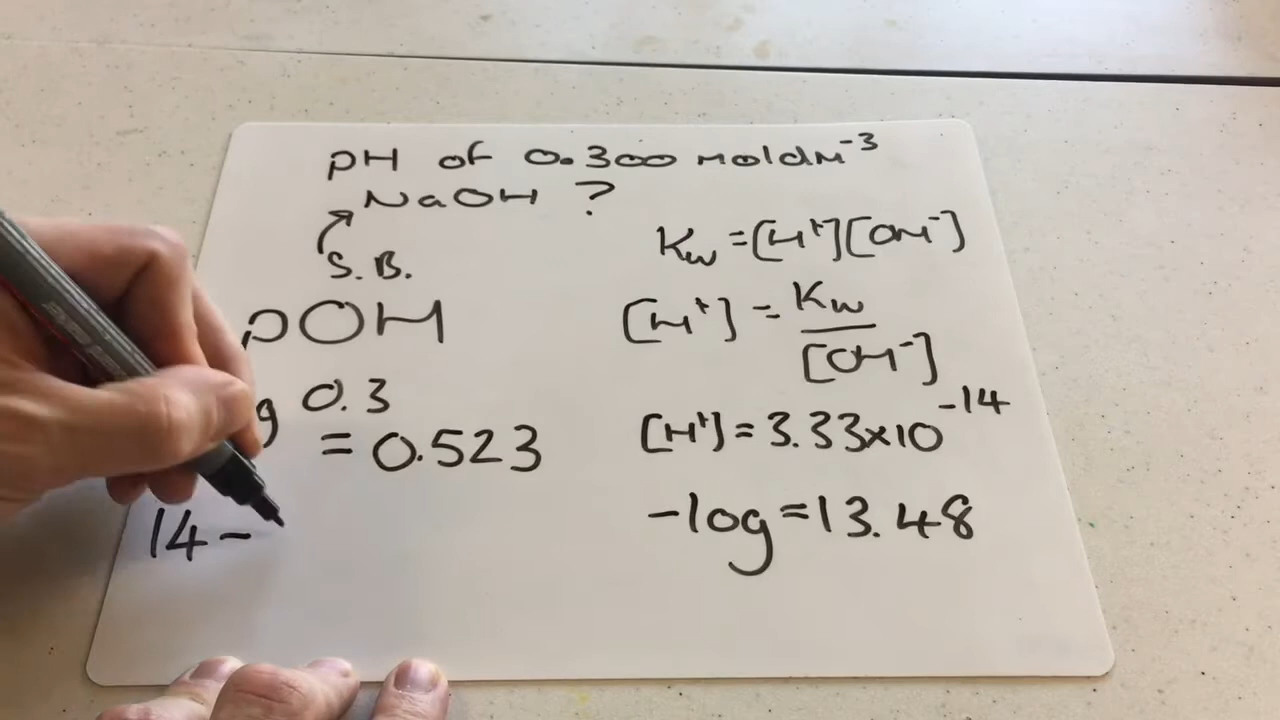 pH of 0.300 moldm⁻³
NaOH ?
S.B.
pOH
g 0.3
= 0.523
14 -
Kw = [H⁺][OH⁻]
[H⁺] = Kw / [OH⁻]
[H⁺] = 3.33x10⁻¹⁴
-log = 13.48